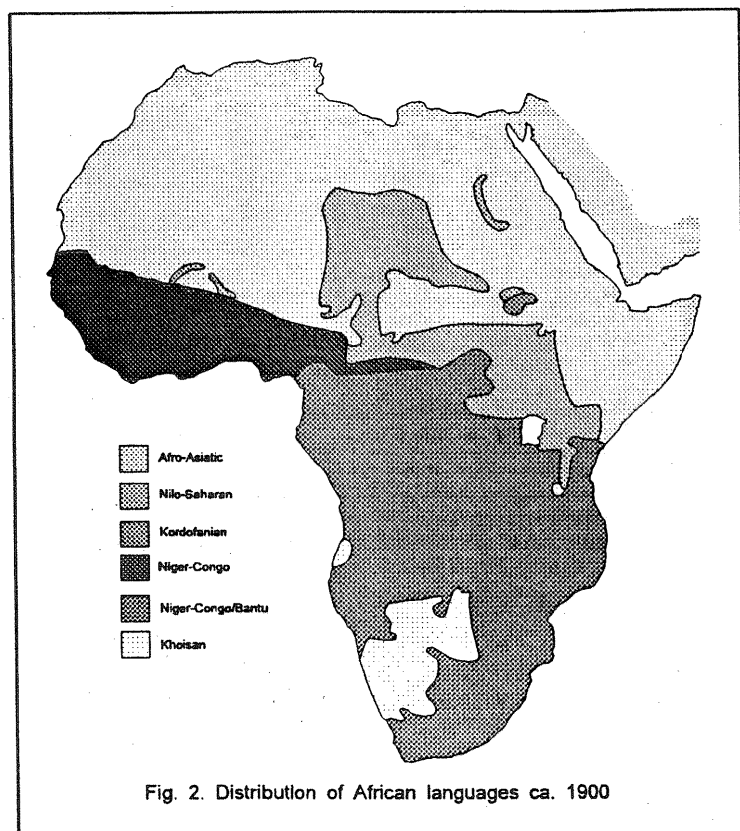 Afro-Asiatic
Nilo-Saharan
Kordofanian
Niger-Congo
Niger-Congo/Bantu
Khoisan
Fig. 2. Distribution of African languages ca. 1900